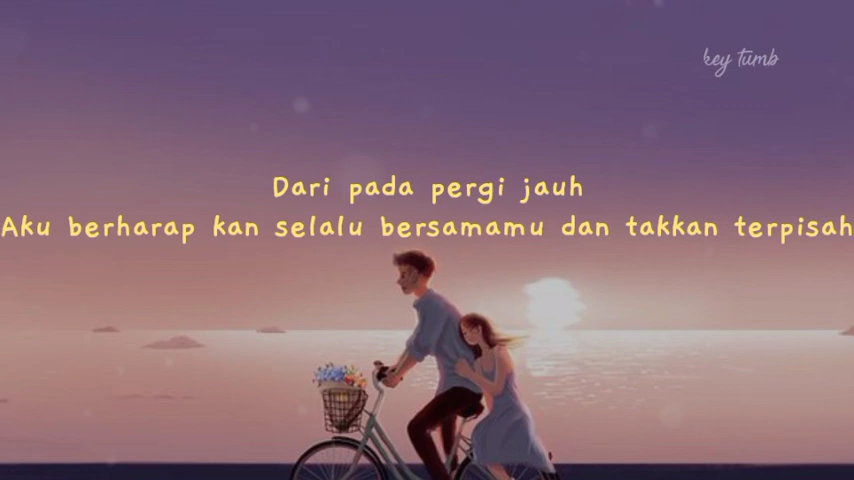 key tumb
Dari pada pergi jauh
Aku berharap kan selalu bersamamu dan takkan terpisah